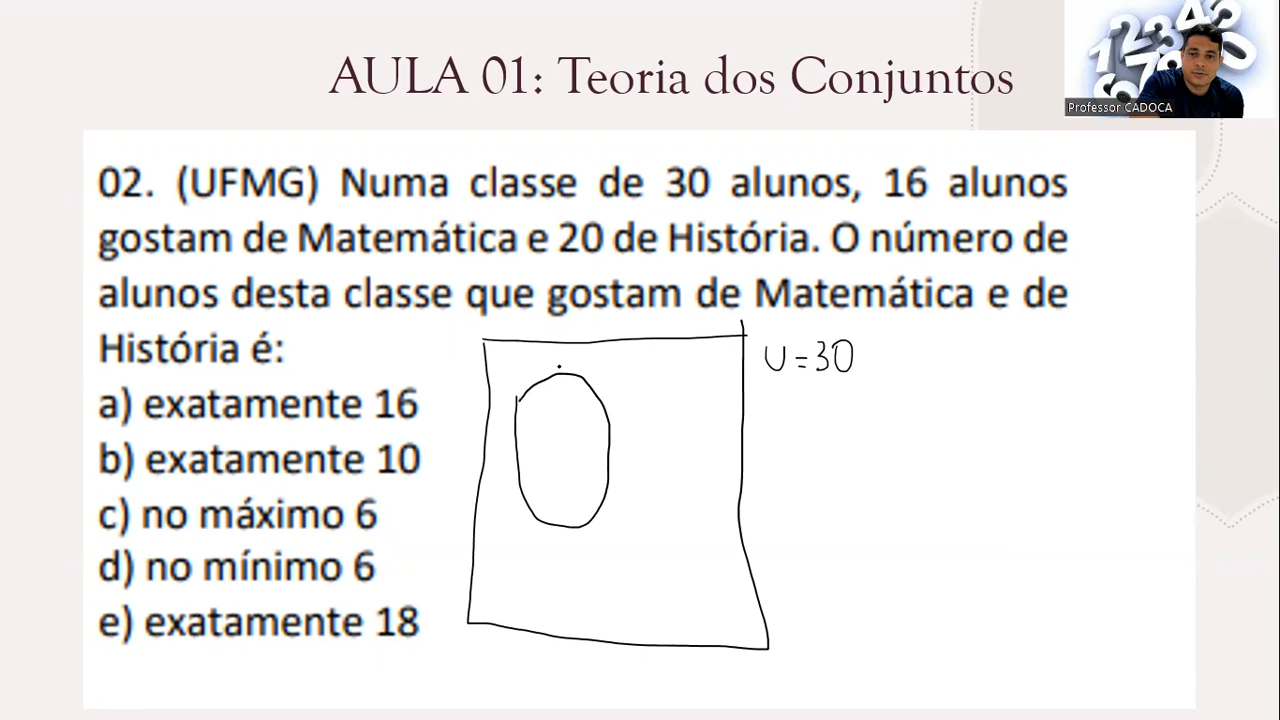 AULA 01: Teoria dos Conjuntos
Professor CADOCA
02. (UFMG) Numa classe de 30 alunos, 16 alunos
gostam de Matemática e 20 de História. O número de
alunos desta classe que gostam de Matemática e de
História é:
U = 30
a) exatamente 16
b) exatamente 10
c) no máximo 6
d) no mínimo 6
e) exatamente 18